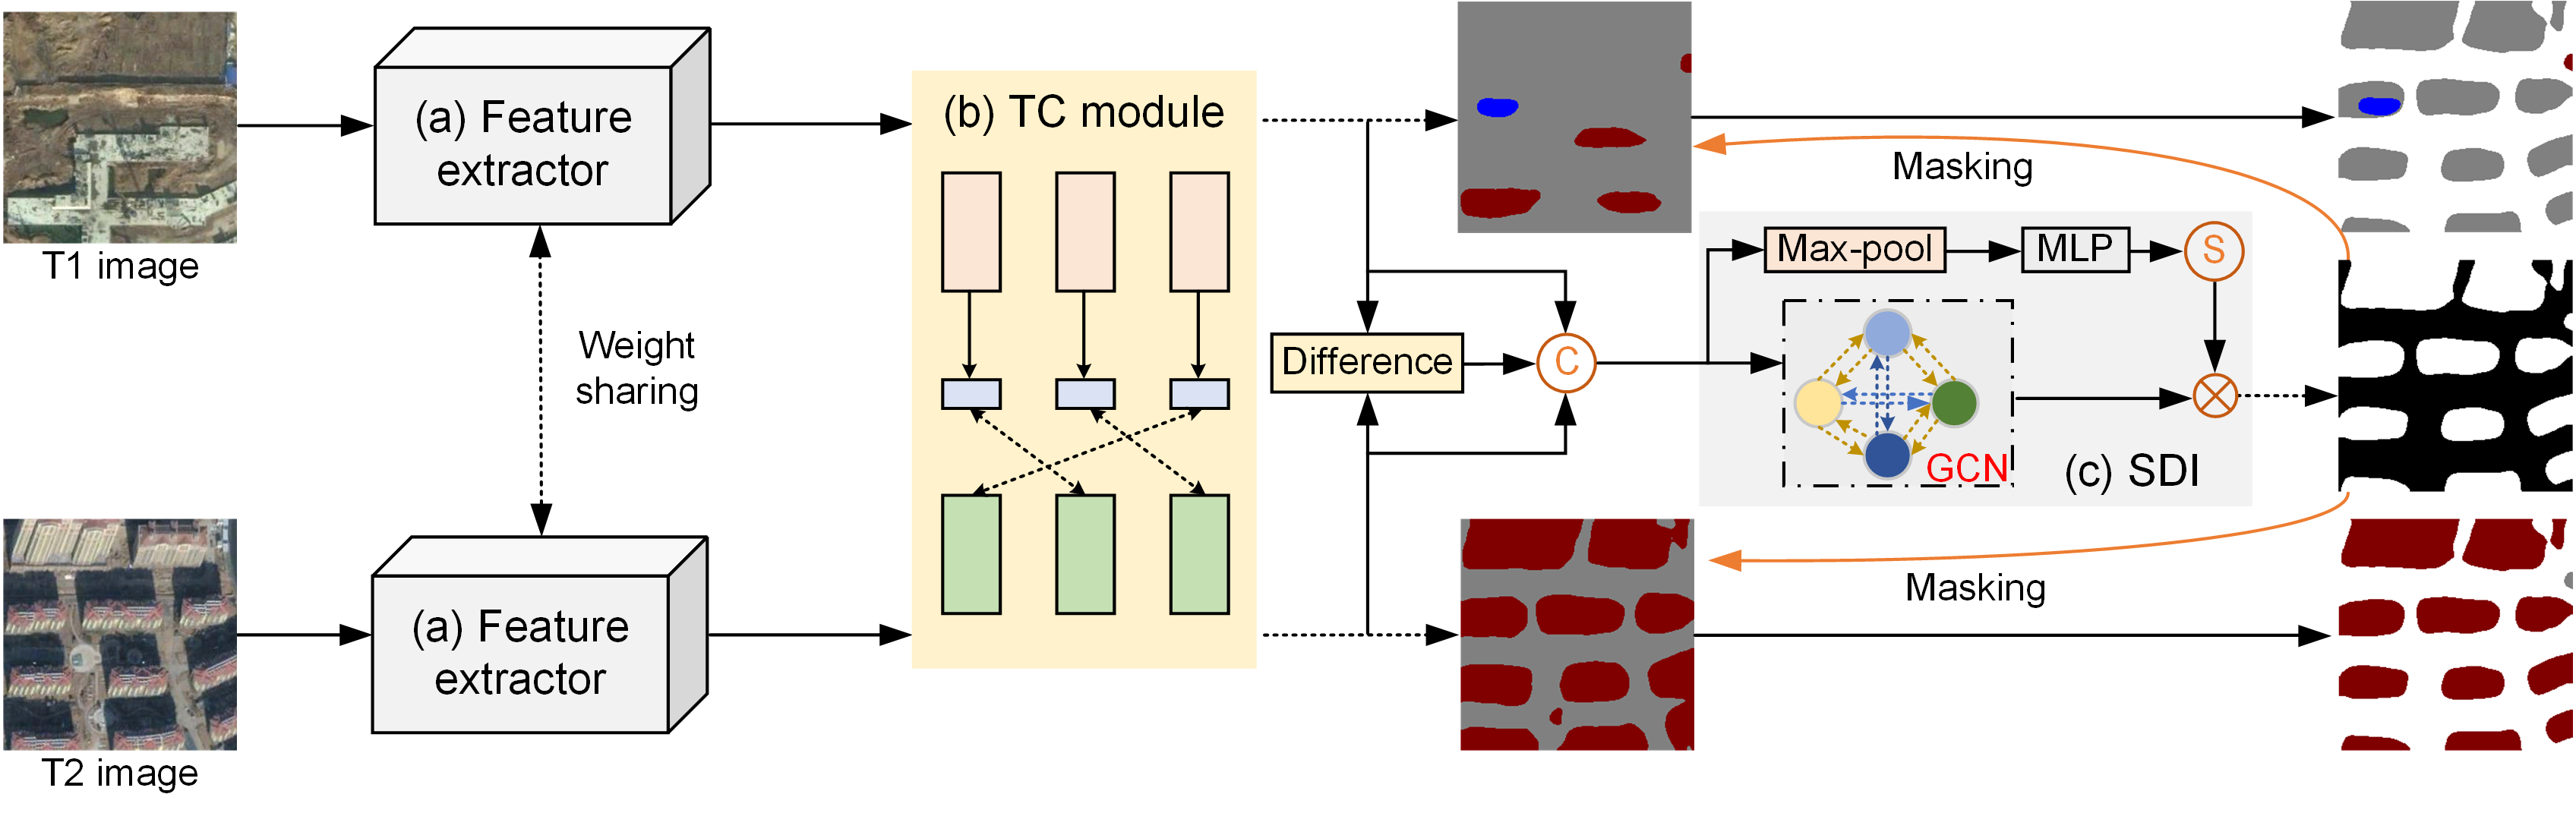 T1 image
(a) Feature
extractor
Weight
sharing
T2 image
(a) Feature
extractor
(b) TC module
Difference
C
Masking
Max-pool
MLP
S
GCN
(c) SDI
Masking